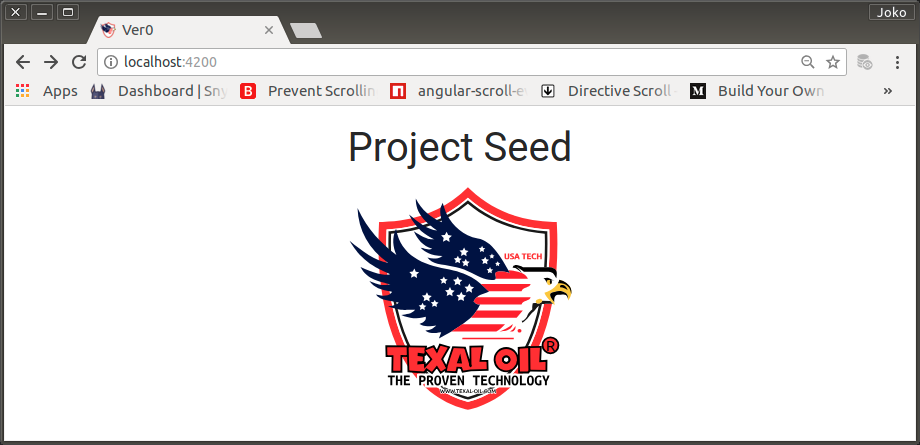 Joko
Ver0
localhost:4200
Apps Dashboard | Sny Prevent Scrollin angular-scroll-e Directive Scroll - Build Your Own
Project Seed
USA TECH
TEXAL OIL®
THE PROVEN TECHNOLOGY
WWW.TEXAL-OIL.COM